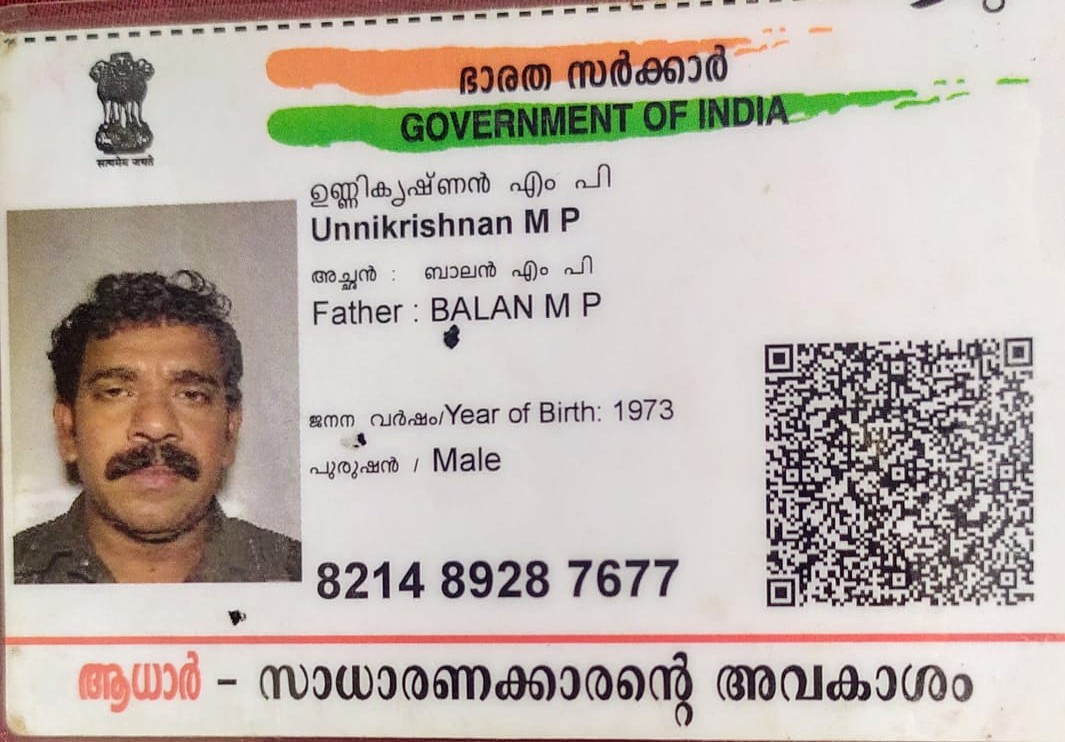 ഭാരത സർക്കാർ
GOVERNMENT OF INDIA
सत्यमेव जयते
ഉണ്ണികൃഷ്ണൻ എം പി
Unnikrishnan M P
അച്ഛൻ : ബാലൻ എം പി
Father : BALAN M P
ജനന വർഷം/Year of Birth: 1973
പുരുഷൻ / Male
8214 8928 7677
ആധാർ - സാധാരണക്കാരന്റെ അവകാശം